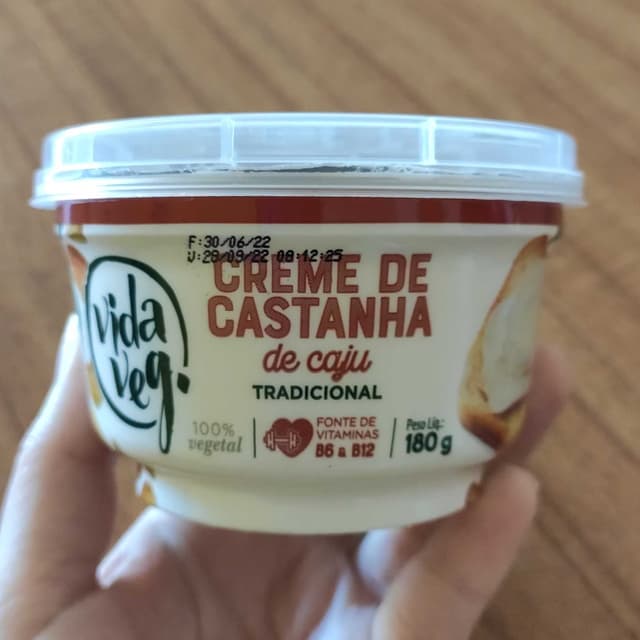 F:30/06/22
V:28/09/22 08:12:25
vida
veg.
CREME DE
CASTANHA
de caju
TRADICIONAL
100%
vegetal
FONTE DE
VITAMINAS
B6 & B12
Peso Líq.:
180 g